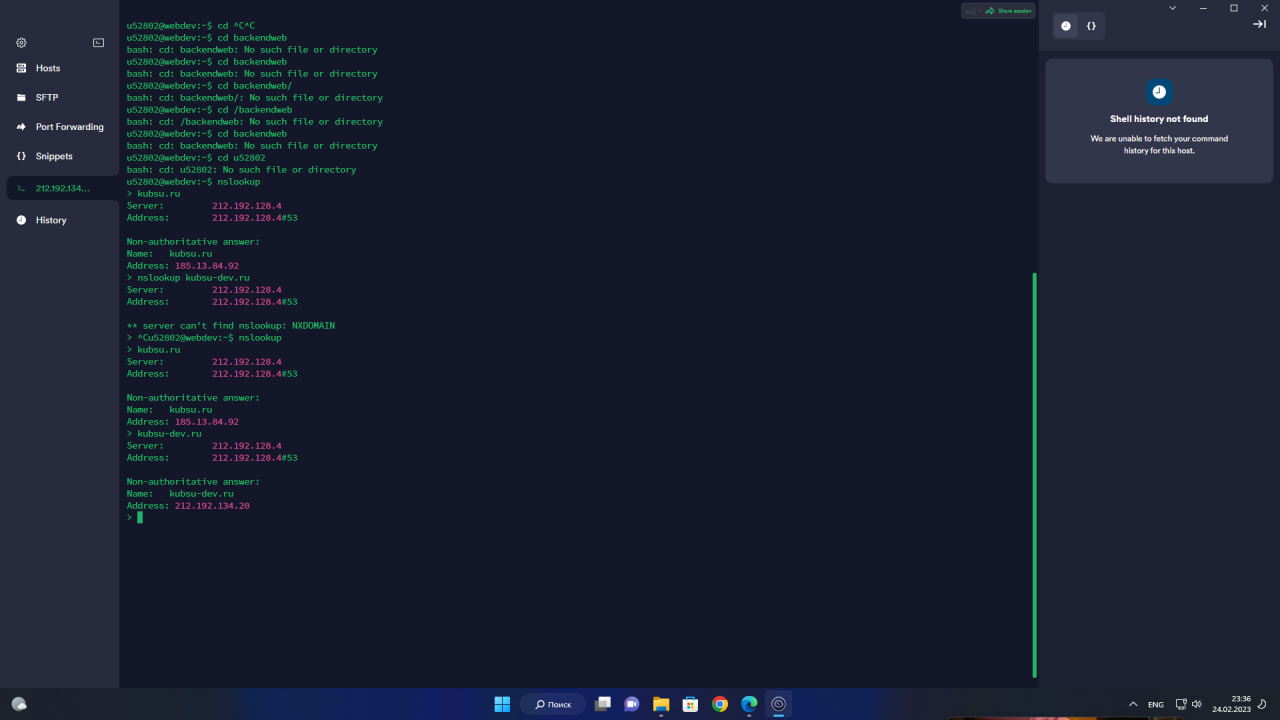 u52802@webdev:~$ cd ^C^C
u52802@webdev:~$ cd backendweb
bash: cd: backendweb: No such file or directory
u52802@webdev:~$ cd backendweb
bash: cd: backendweb: No such file or directory
u52802@webdev:~$ cd backendweb/
bash: cd: backendweb/: No such file or directory
u52802@webdev:~$ cd /backendweb
bash: cd: /backendweb: No such file or directory
u52802@webdev:~$ cd backendweb
bash: cd: backendweb: No such file or directory
u52802@webdev:~$ cd u52802
bash: cd: u52802: No such file or directory
u52802@webdev:~$ nslookup
> kubsu.ru
Server: 212.192.128.4
Address: 212.192.128.4#53
Non-authoritative answer:
Name: kubsu.ru
Address: 185.13.84.92
> nslookup kubsu-dev.ru
Server: 212.192.128.4
Address: 212.192.128.4#53
** server can't find nslookup: NXDOMAIN
> ^Cu52802@webdev:~$ nslookup
> kubsu.ru
Server: 212.192.128.4
Address: 212.192.128.4#53
Non-authoritative answer:
Name: kubsu.ru
Address: 185.13.84.92
> kubsu-dev.ru
Server: 212.192.128.4
Address: 212.192.128.4#53
Non-authoritative answer:
Name: kubsu-dev.ru
Address: 212.192.134.20
>
Hosts
SFTP
Port Forwarding
{} Snippets
>_ 212.192.134...
History
Share session
{}
Shell history not found
We are unable to fetch your command
history for this host.
Поиск
ENG
23:36
24.02.2023